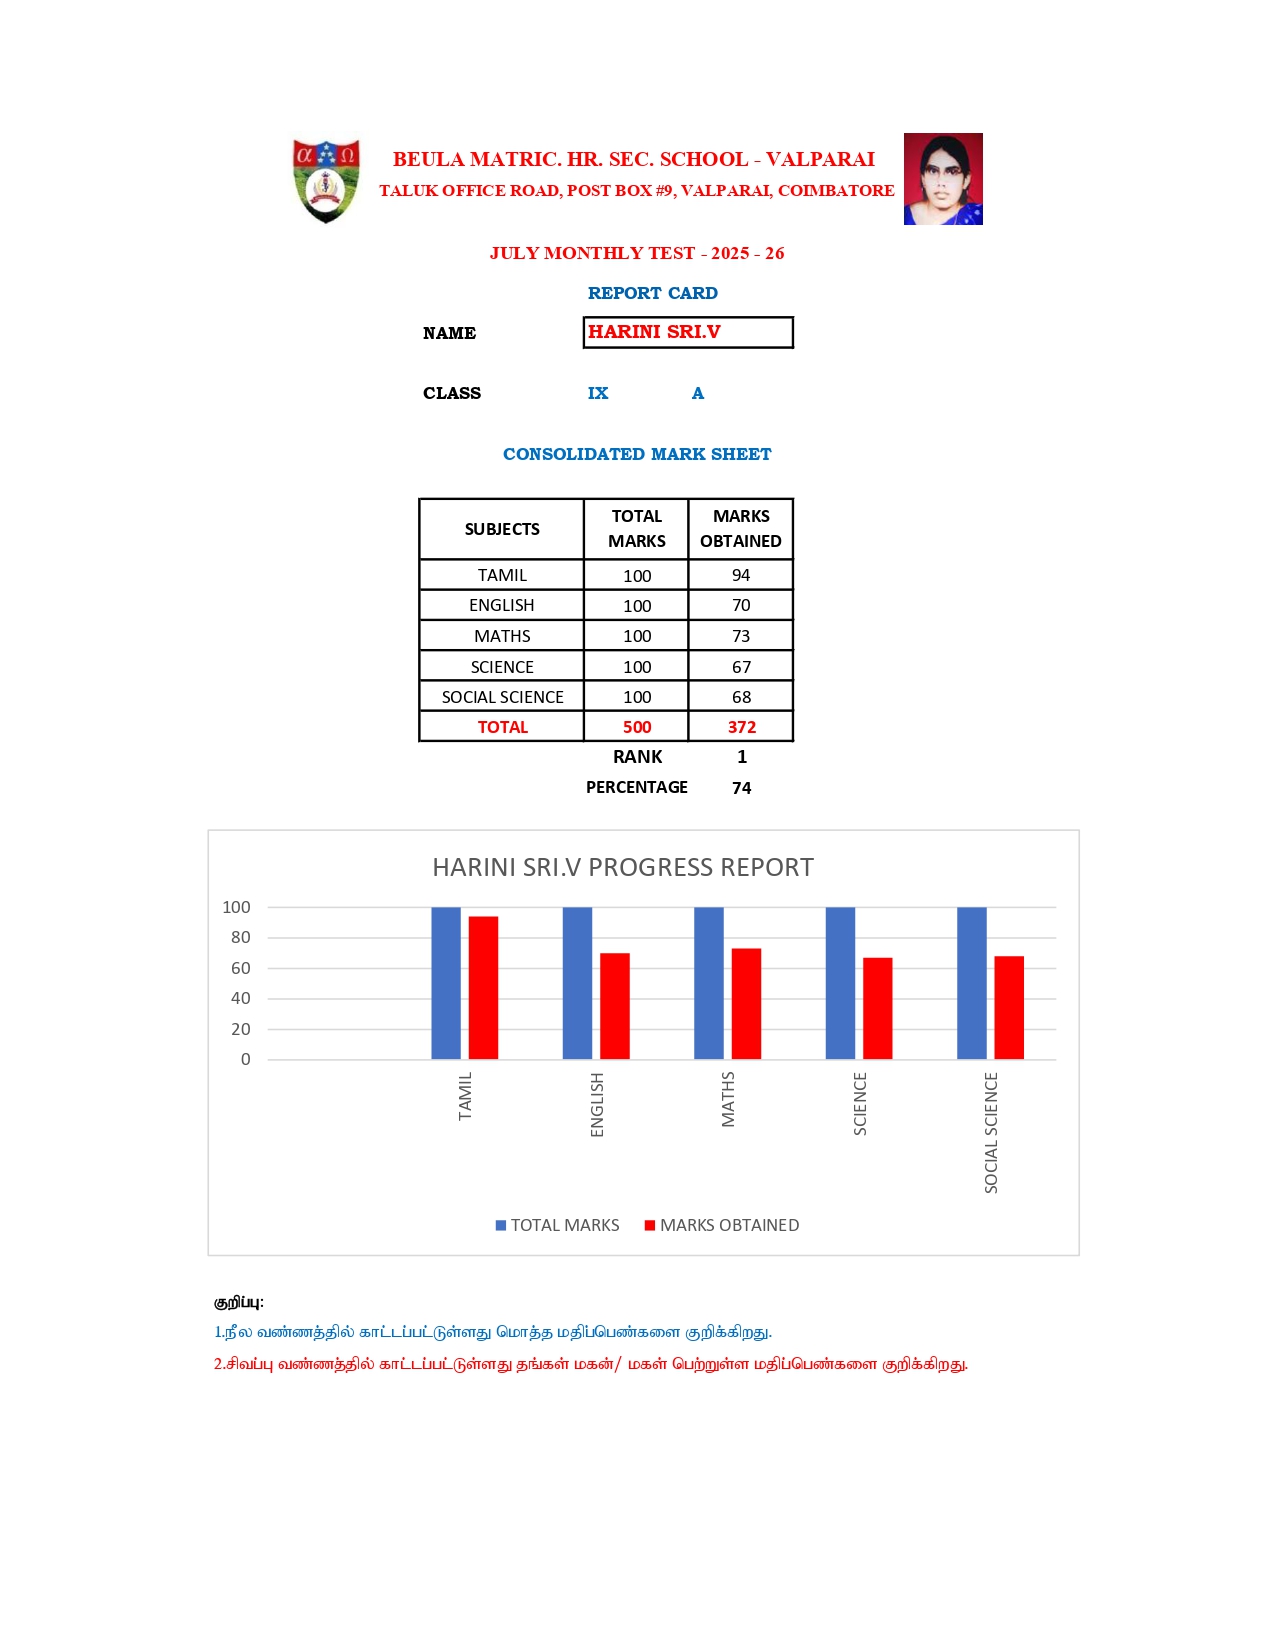 α Ω
BEULA MATRIC. HR. SEC. SCHOOL - VALPARAI
TALUK OFFICE ROAD, POST BOX #9, VALPARAI, COIMBATORE
JULY MONTHLY TEST - 2025 - 26
REPORT CARD
NAME HARINI SRI.V
CLASS IX A
CONSOLIDATED MARK SHEET
SUBJECTS TOTAL MARKS MARKS OBTAINED
TAMIL 100 94
ENGLISH 100 70
MATHS 100 73
SCIENCE 100 67
SOCIAL SCIENCE 100 68
TOTAL 500 372
RANK 1
PERCENTAGE 74
HARINI SRI.V PROGRESS REPORT
100
80
60
40
20
0
TAMIL ENGLISH MATHS SCIENCE SOCIAL SCIENCE
TOTAL MARKS MARKS OBTAINED
குறிப்பு:
1.நீல வண்ணத்தில் காட்டப்பட்டுள்ளது மொத்த மதிப்பெண்களை குறிக்கிறது.
2.சிவப்பு வண்ணத்தில் காட்டப்பட்டுள்ளது தங்கள் மகன்/ மகள் பெற்றுள்ள மதிப்பெண்களை குறிக்கிறது.